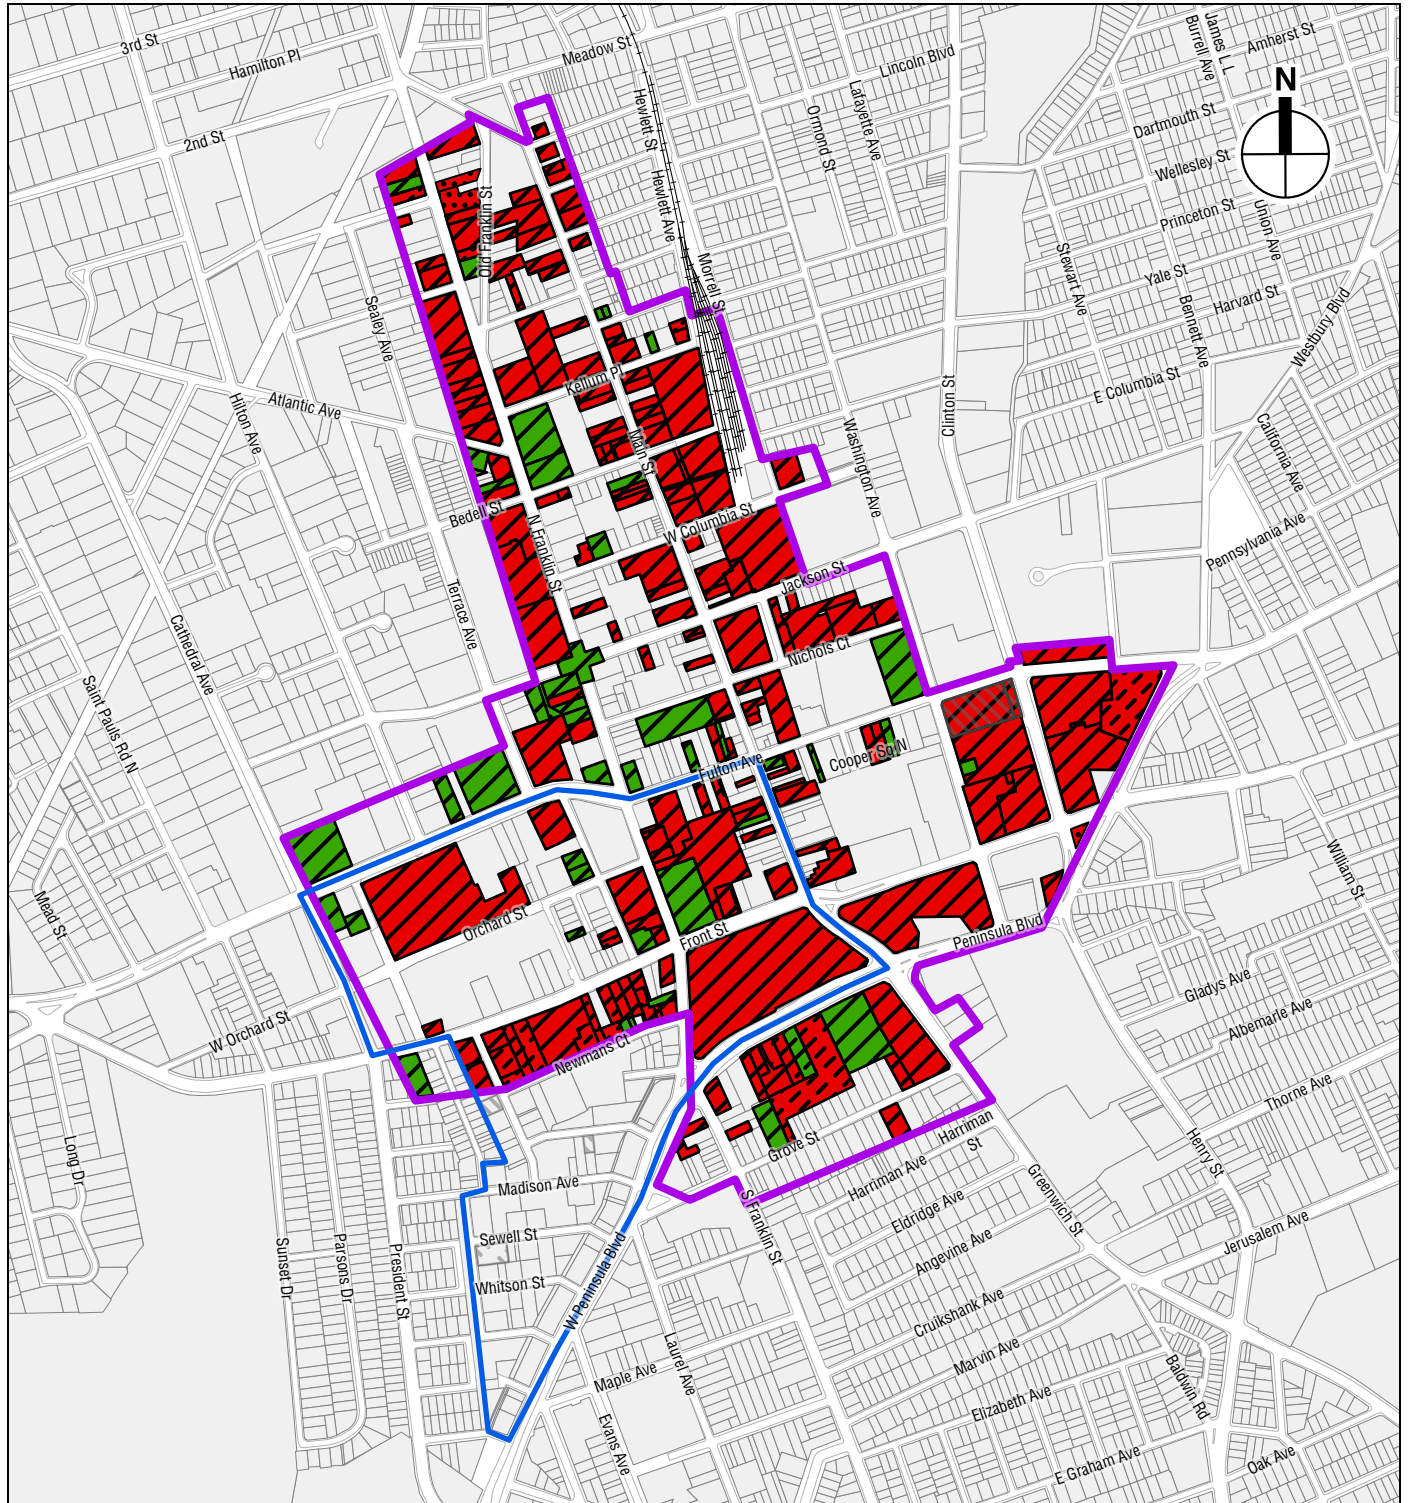 3rd St
Hamilton Pl
2nd St
Meadow St
Lincoln Blvd
James L L
Burrell Ave
Amherst St
N
Hewlett St
Ormond St
Lafayette Ave
Dartmouth St
Wellesley St
Hewlett Ave
Princeton St
Union Ave
Old Franklin St
Morrell St
Stewart Ave
Yale St
Harvard St
Sealey Ave
Bennett Ave
Westbury Blvd
Kellum Pl
E Columbia St
Atlantic Ave
Hilton Ave
Clinton St
Main St
Washington Ave
California Ave
Bedell St
W Columbia St
N Franklin St
Pennsylvania Ave
Jackson St
Terrace Ave
Cathedral Ave
Nichols Ct
Saint Pauls Rd N
Cooper Sq N
Fulton Ave
William St
Mead St
Orchard St
Front St
Peninsula Blvd
W Orchard St
Gladys Ave
Albemarle Ave
Newmans Ct
Thorne Ave
Long Dr
Grove St
Harriman
St
Henry St
Harriman Ave
Madison Ave
S Franklin St
Greenwich St
Eldridge Ave
Sewell St
Angevine Ave
Jerusalem Ave
Sunset Dr
Parsons Dr
President St
Whitson St
W Peninsula Blvd
Cruikshank Ave
Laurel Ave
Marvin Ave
Maple Ave
Baldwin Rd
Elizabeth Ave
Evans Ave
E Graham Ave
Oak Ave